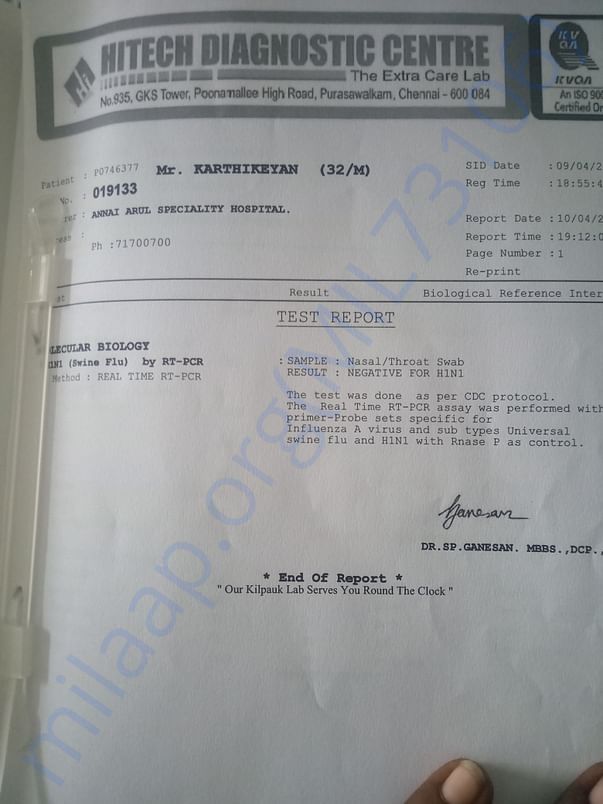 HITECH DIAGNOSTIC CENTRE
The Extra Care Lab
No.935, GKS Tower, Poonamallee High Road, Purasawalkam, Chennai - 600 084
KVQA
An ISO 900
Certified Or
Patient : P0746377 Mr. KARTHIKEYAN (32/M)
No. : 019133
: ANNAI ARUL SPECIALITY HOSPITAL.
Ph :71700700
SID Date :09/04/2
Reg Time :18:55:4
Report Date :10/04/2
Report Time :19:12:0
Page Number :1
Re-print
Result Biological Reference Inter
TEST REPORT
LECULAR BIOLOGY
H1N1 (Swine Flu) by RT-PCR
Method : REAL TIME RT-PCR
: SAMPLE : Nasal/Throat Swab
RESULT : NEGATIVE FOR H1N1
The test was done as per CDC protocol.
The Real Time RT-PCR assay was performed with
primer-Probe sets specific for
Influenza A virus and sub types Universal
swine flu and H1N1 with Rnase P as control.
Ganesan
DR.SP.GANESAN. MBBS.,DCP.,
* End Of Report *
" Our Kilpauk Lab Serves You Round The Clock "